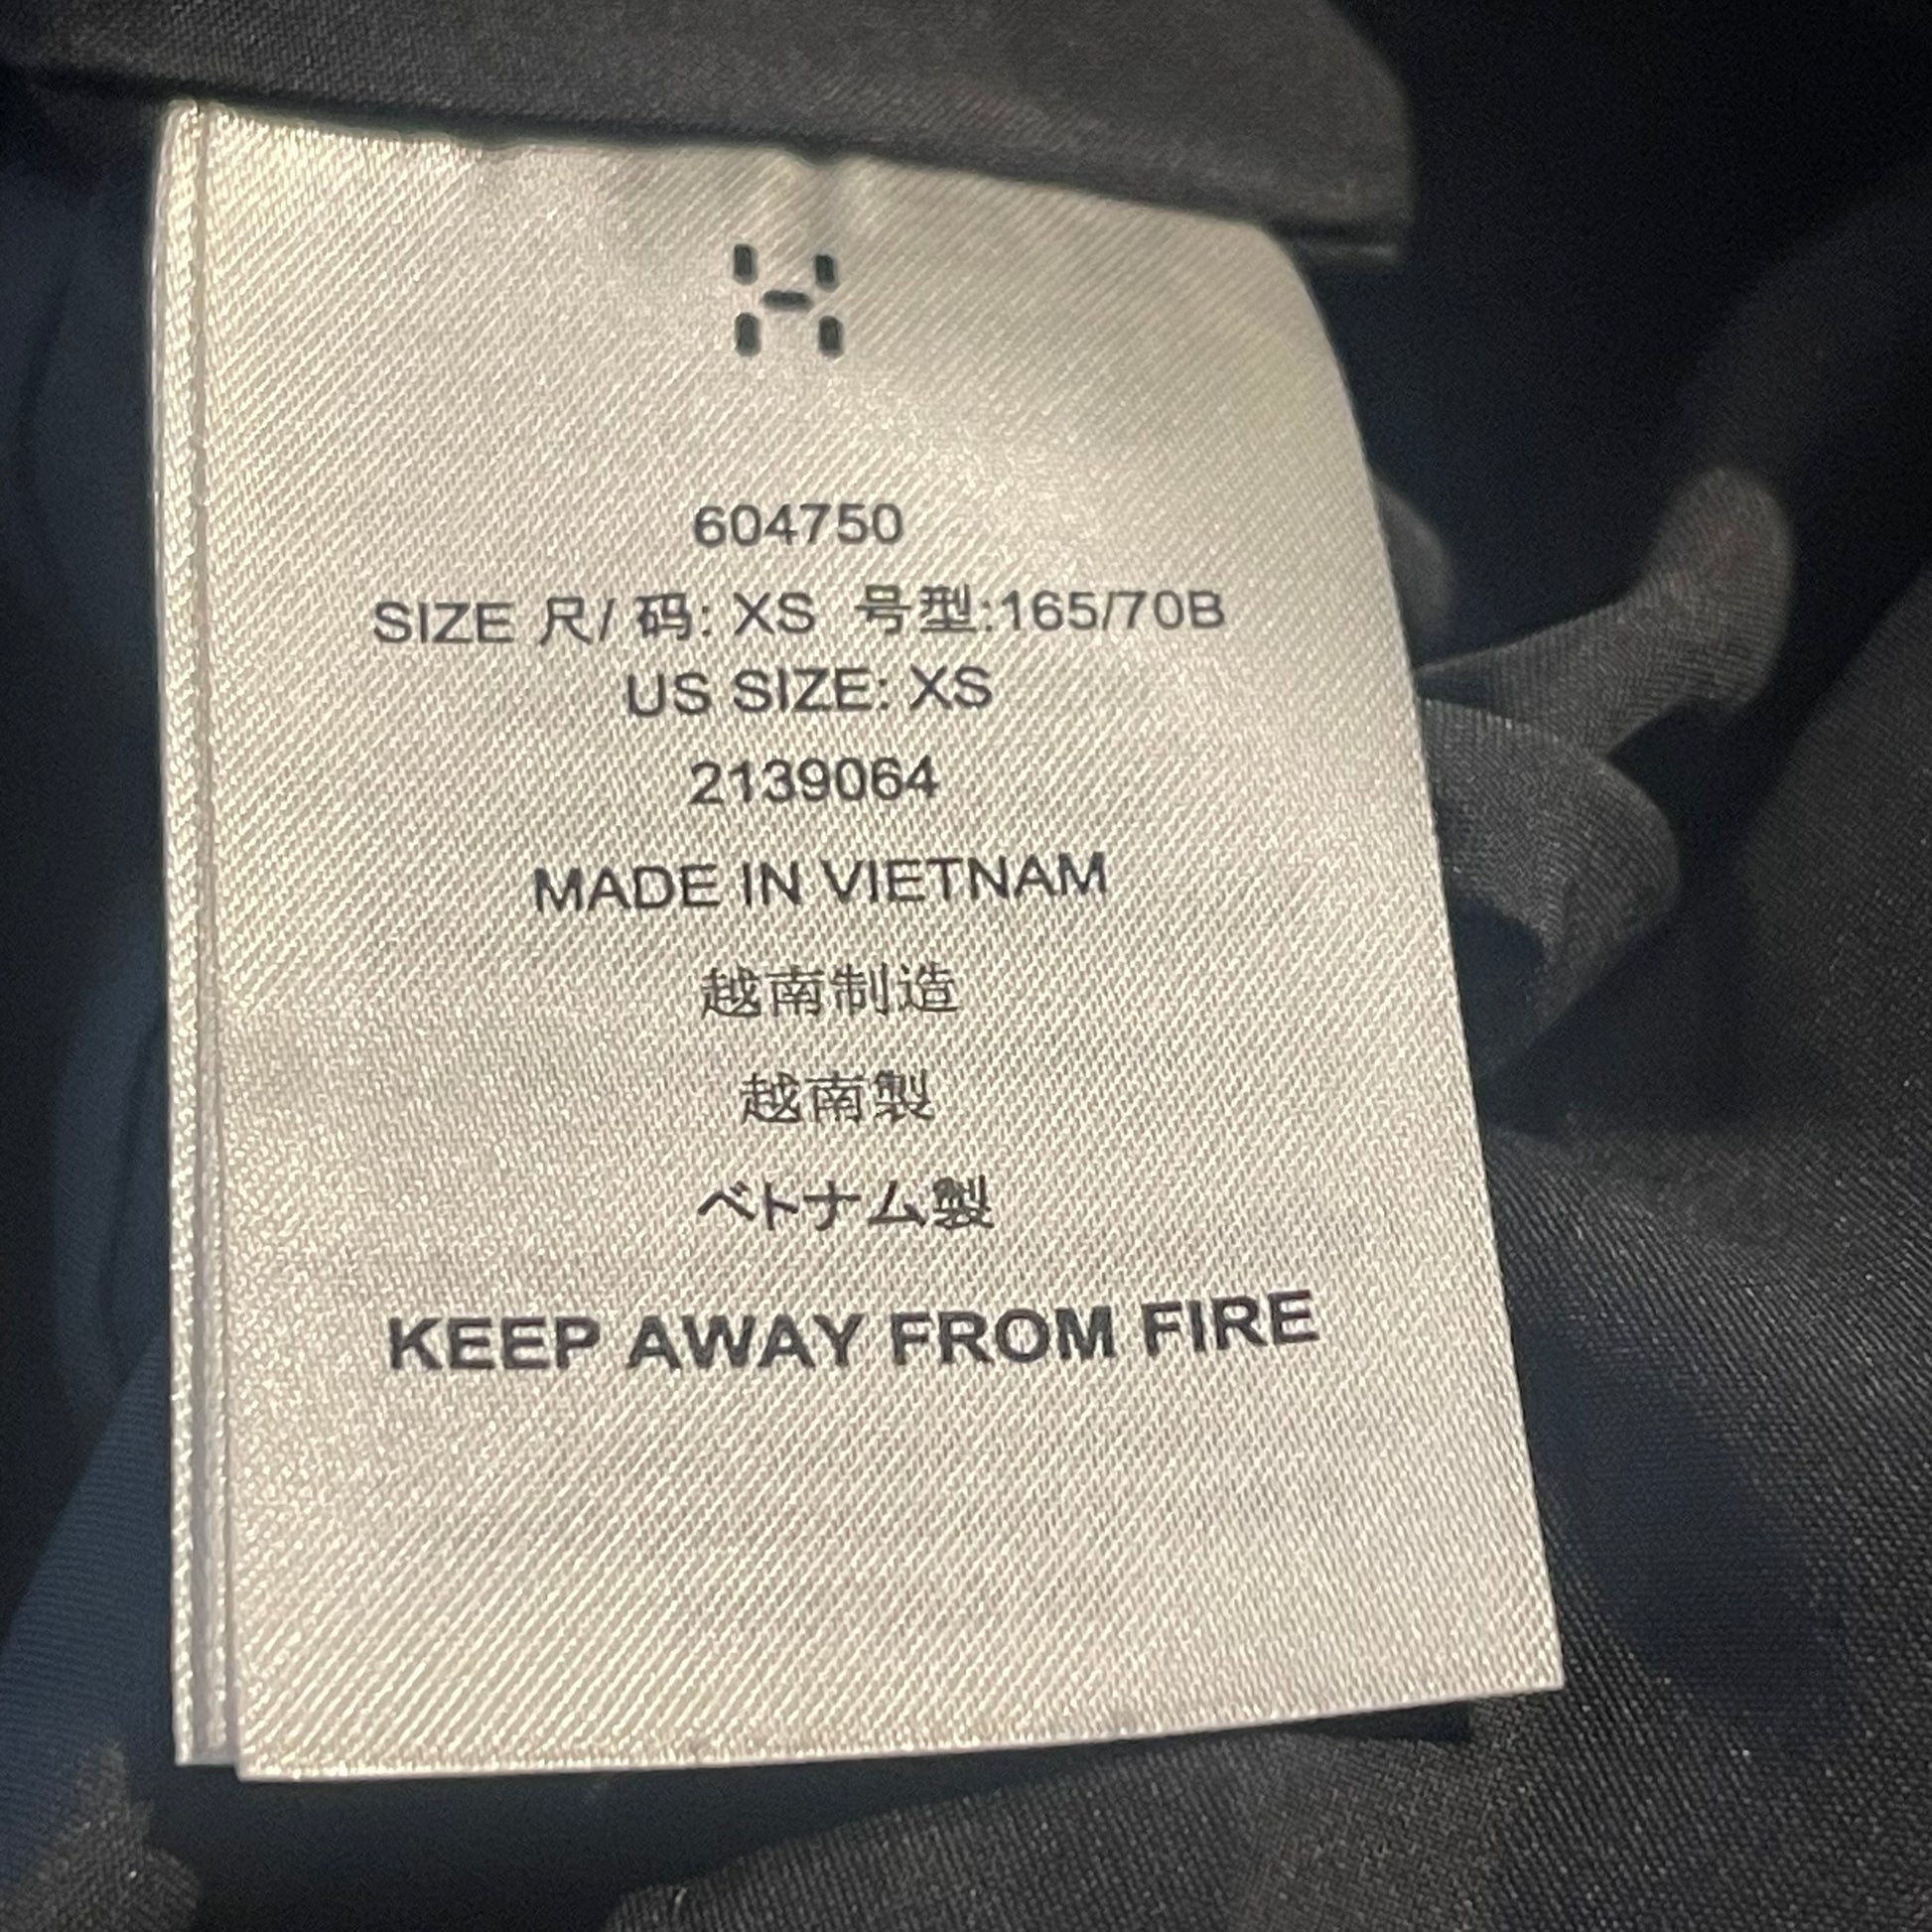 604750
SIZE 尺/ 码: XS 号型:165/70B
US SIZE: XS
2139064
MADE IN VIETNAM
越南制造
越南製
ベトナム製
KEEP AWAY FROM FIRE